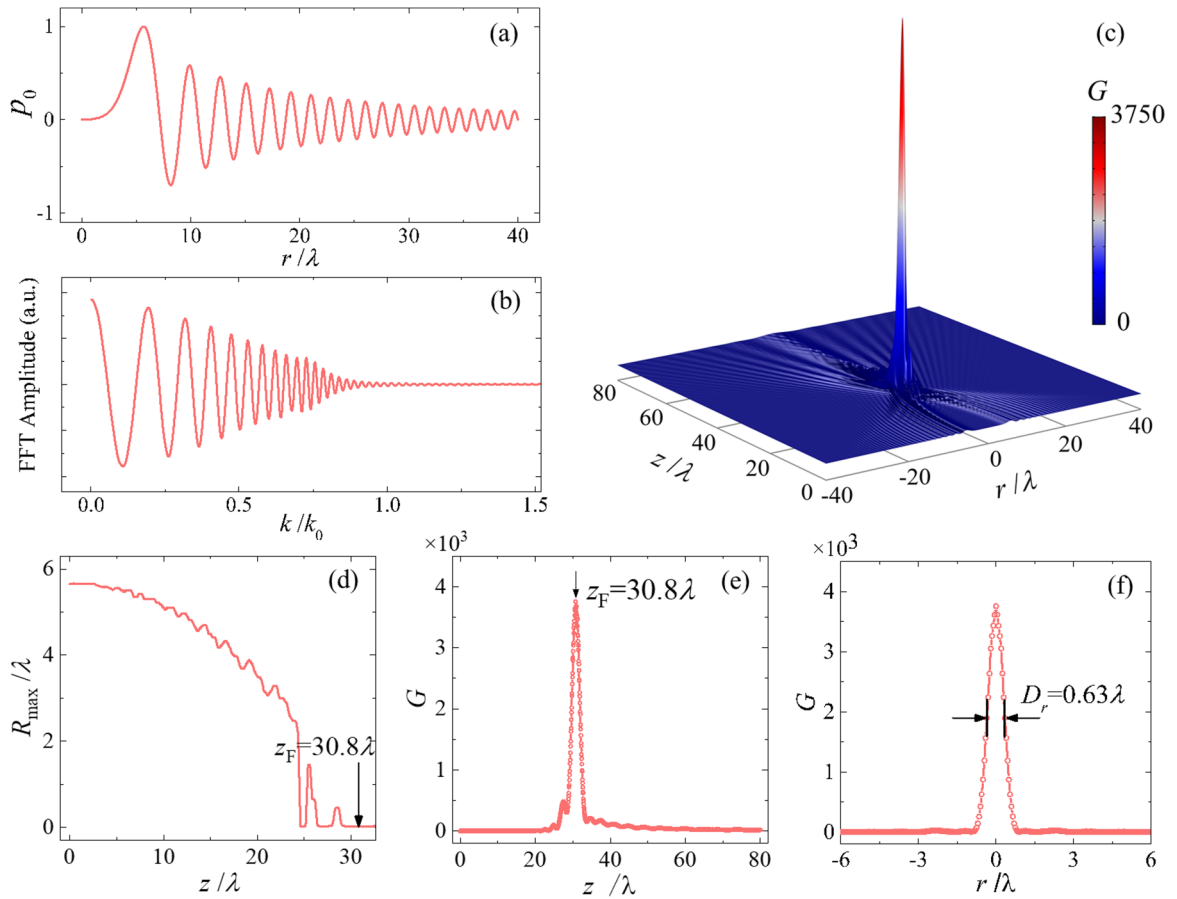 (a)
p0
1
0
-1
0 10 20 30 40
r/λ
(b)
FFT Amplitude (a.u.)
0.0 0.5 1.0 1.5
k/k0
(c)
G
3750
0
80
60
40
20
0
-40
-20
0
20
40
z/λ
r/λ
(d)
Rmax/λ
6
4
2
0
zF=30.8λ
0 10 20 30
z/λ
×10³
(e)
zF=30.8λ
G
4
3
2
1
0
0 20 40 60 80
z /λ
×10³
(f)
G
4
3
2
1
0
Dr=0.63λ
-6 -3 0 3 6
r/λ